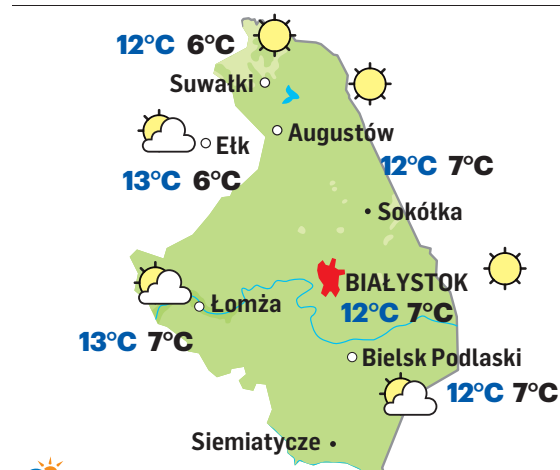 12°C 6°C
Suwałki
Augustów
Ełk
13°C 6°C
12°C 7°C
Sokółka
BIAŁYSTOK
Łomża
12°C 7°C
13°C 7°C
Bielsk Podlaski
12°C 7°C
Siemiatycze